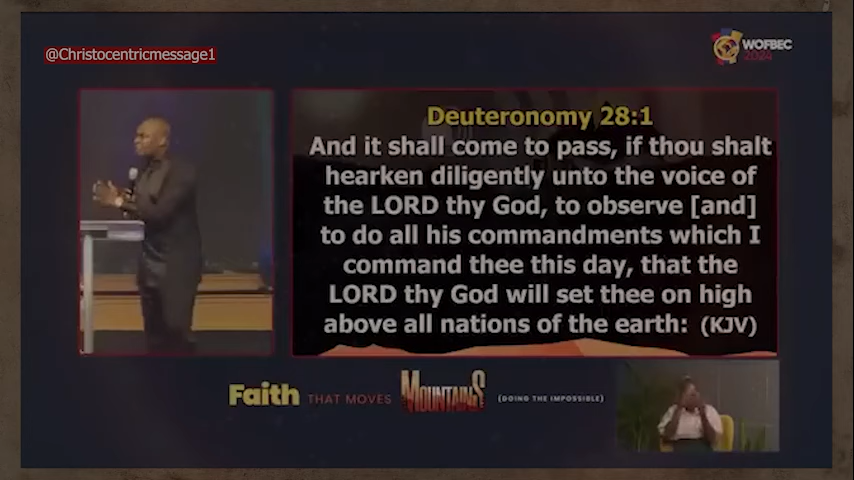 @Christocentricmessage1
WOFBEC
2024
Deuteronomy 28:1
And it shall come to pass, if thou shalt
hearken diligently unto the voice of
the LORD thy God, to observe [and]
to do all his commandments which I
command thee this day, that the
LORD thy God will set thee on high
above all nations of the earth: (KJV)
Faith THAT MOVES MOUNTAINS (DOING THE IMPOSSIBLE)